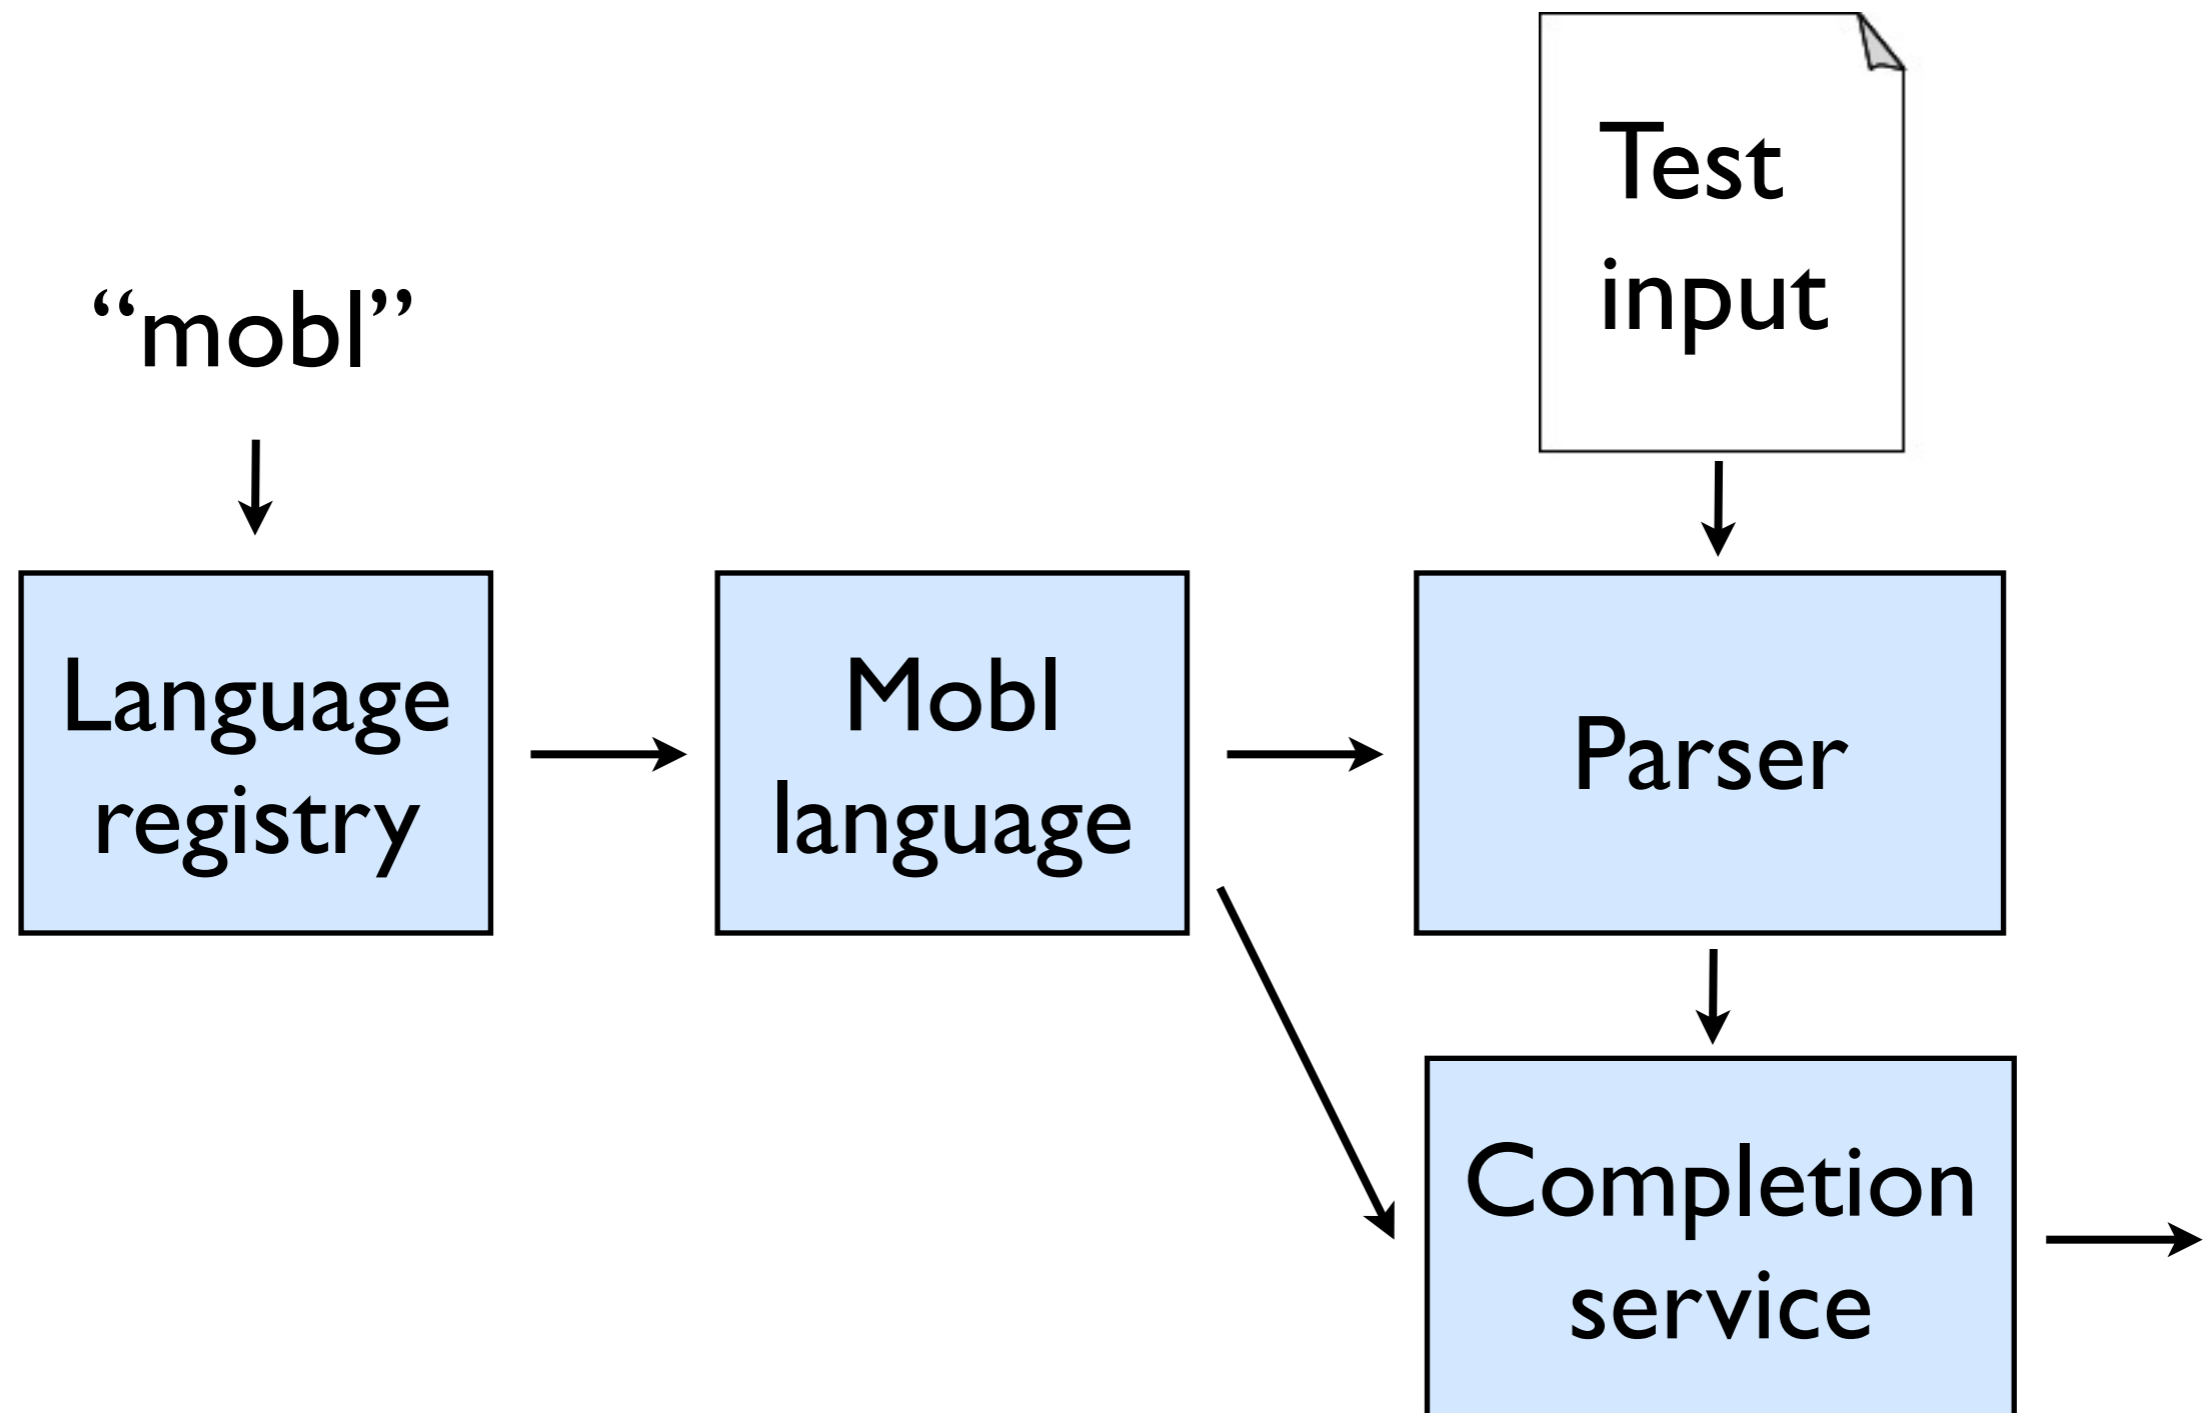 Test
input
“mobl”
Language
registry
Mobl
language
Parser
Completion
service